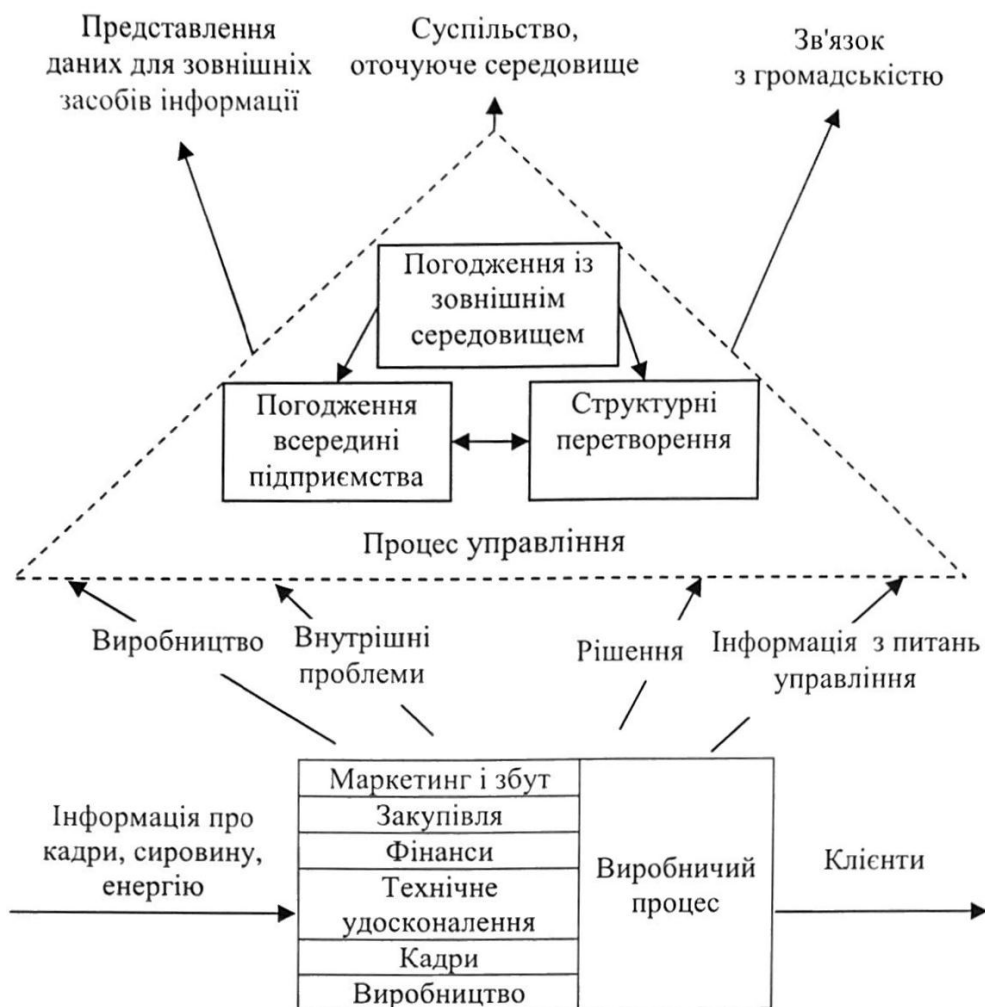 Представлення
даних для зовнішніх
засобів інформації
Суспільство,
оточуюче середовище
Зв'язок
з громадськістю
Погодження із
зовнішнім
середовищем
Погодження
всередині
підприємства
Структурні
перетворення
Процес управління
Виробництво
Внутрішні
проблеми
Рішення
Інформація з питань
управління
Інформація про
кадри, сировину,
енергію
Маркетинг і збут
Закупівля
Фінанси
Технічне
удосконалення
Кадри
Виробництво
Виробничий
процес
Клієнти